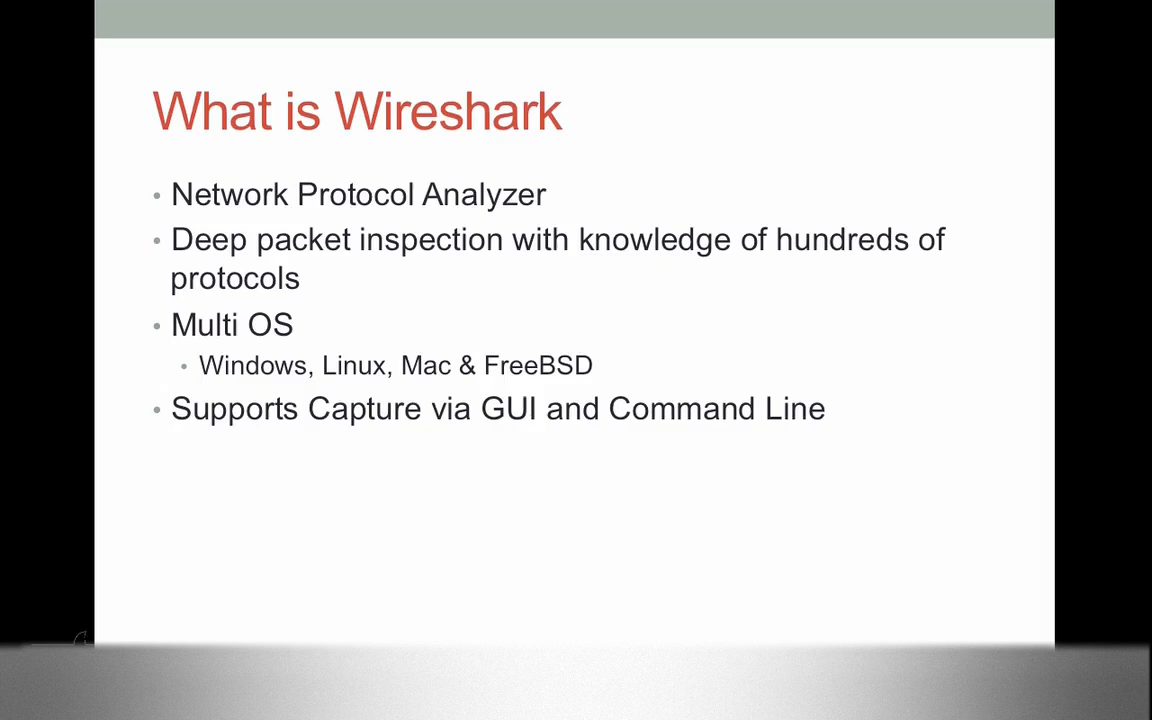 What is Wireshark
• Network Protocol Analyzer
• Deep packet inspection with knowledge of hundreds of
protocols
• Multi OS
• Windows, Linux, Mac & FreeBSD
• Supports Capture via GUI and Command Line